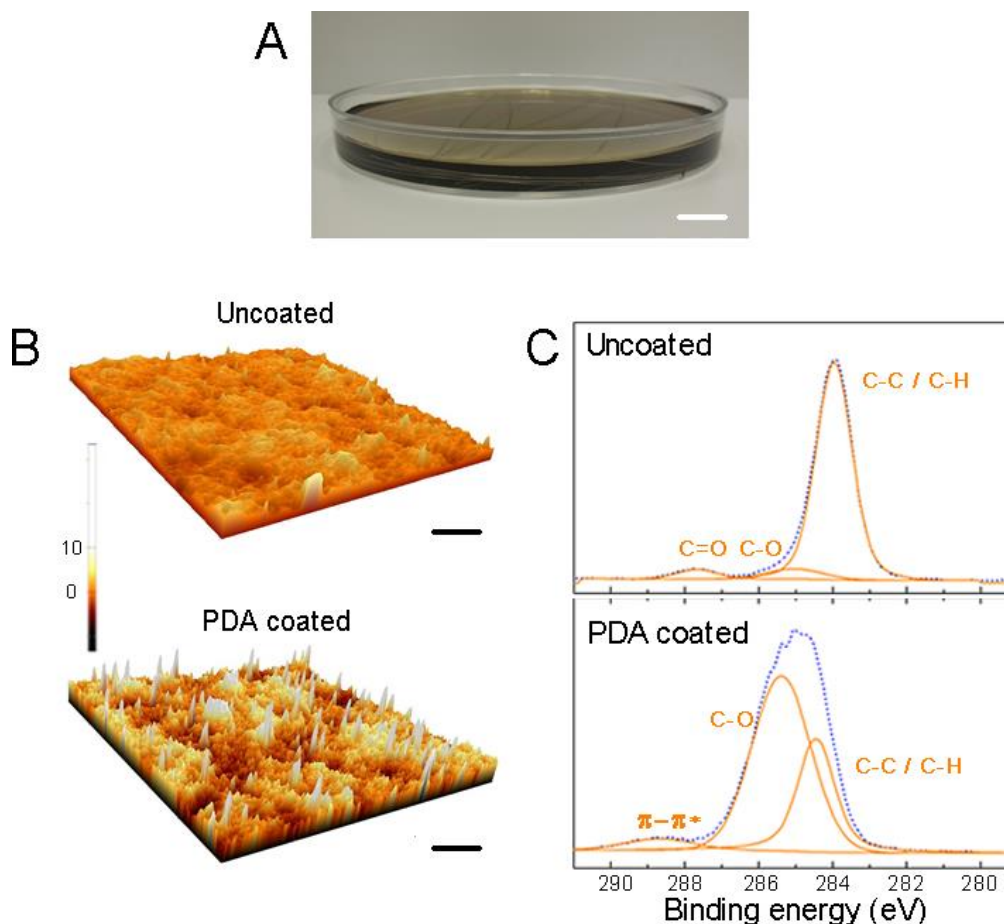 A
B
Uncoated
10
0
PDA coated
C
Uncoated
C-C / C-H
C=O C-O
PDA coated
C-O
C-C / C-H
π-π*
290 288 286 284 282 280
Binding energy (eV)